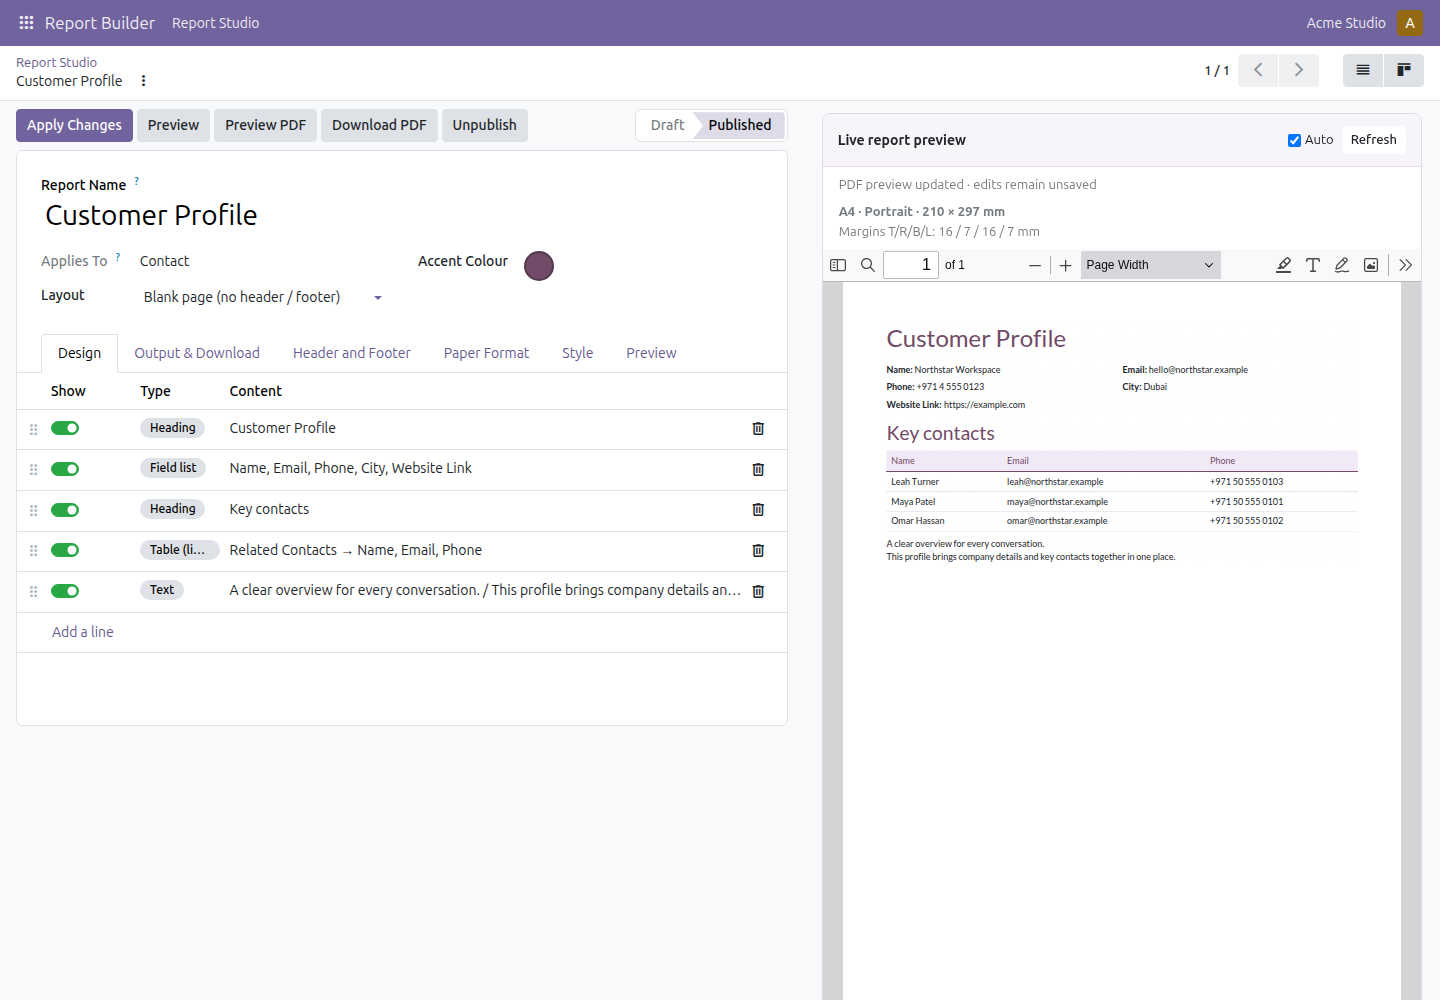 Report Builder Report Studio Acme Studio A
Report Studio
Customer Profile
1 / 1
Apply Changes Preview Preview PDF Download PDF Unpublish Draft Published
Report Name ?
Customer Profile
Applies To ? Contact Accent Colour
Layout Blank page (no header / footer)
Design Output & Download Header and Footer Paper Format Style Preview
Show Type Content
Heading Customer Profile
Field list Name, Email, Phone, City, Website Link
Heading Key contacts
Table (li... Related Contacts → Name, Email, Phone
Text A clear overview for every conversation. / This profile brings company details an...
Add a line
Live report preview Auto Refresh
PDF preview updated · edits remain unsaved
A4 · Portrait · 210 × 297 mm
Margins T/R/B/L: 16 / 7 / 16 / 7 mm
1 of 1 Page Width
Customer Profile
Name: Northstar Workspace Email: hello@northstar.example
Phone: +971 4 555 0123 City: Dubai
Website Link: https://example.com
Key contacts
Name Email Phone
Leah Turner leah@northstar.example +971 50 555 0103
Maya Patel maya@northstar.example +971 50 555 0101
Omar Hassan omar@northstar.example +971 50 555 0102
A clear overview for every conversation.
This profile brings company details and key contacts together in one place.